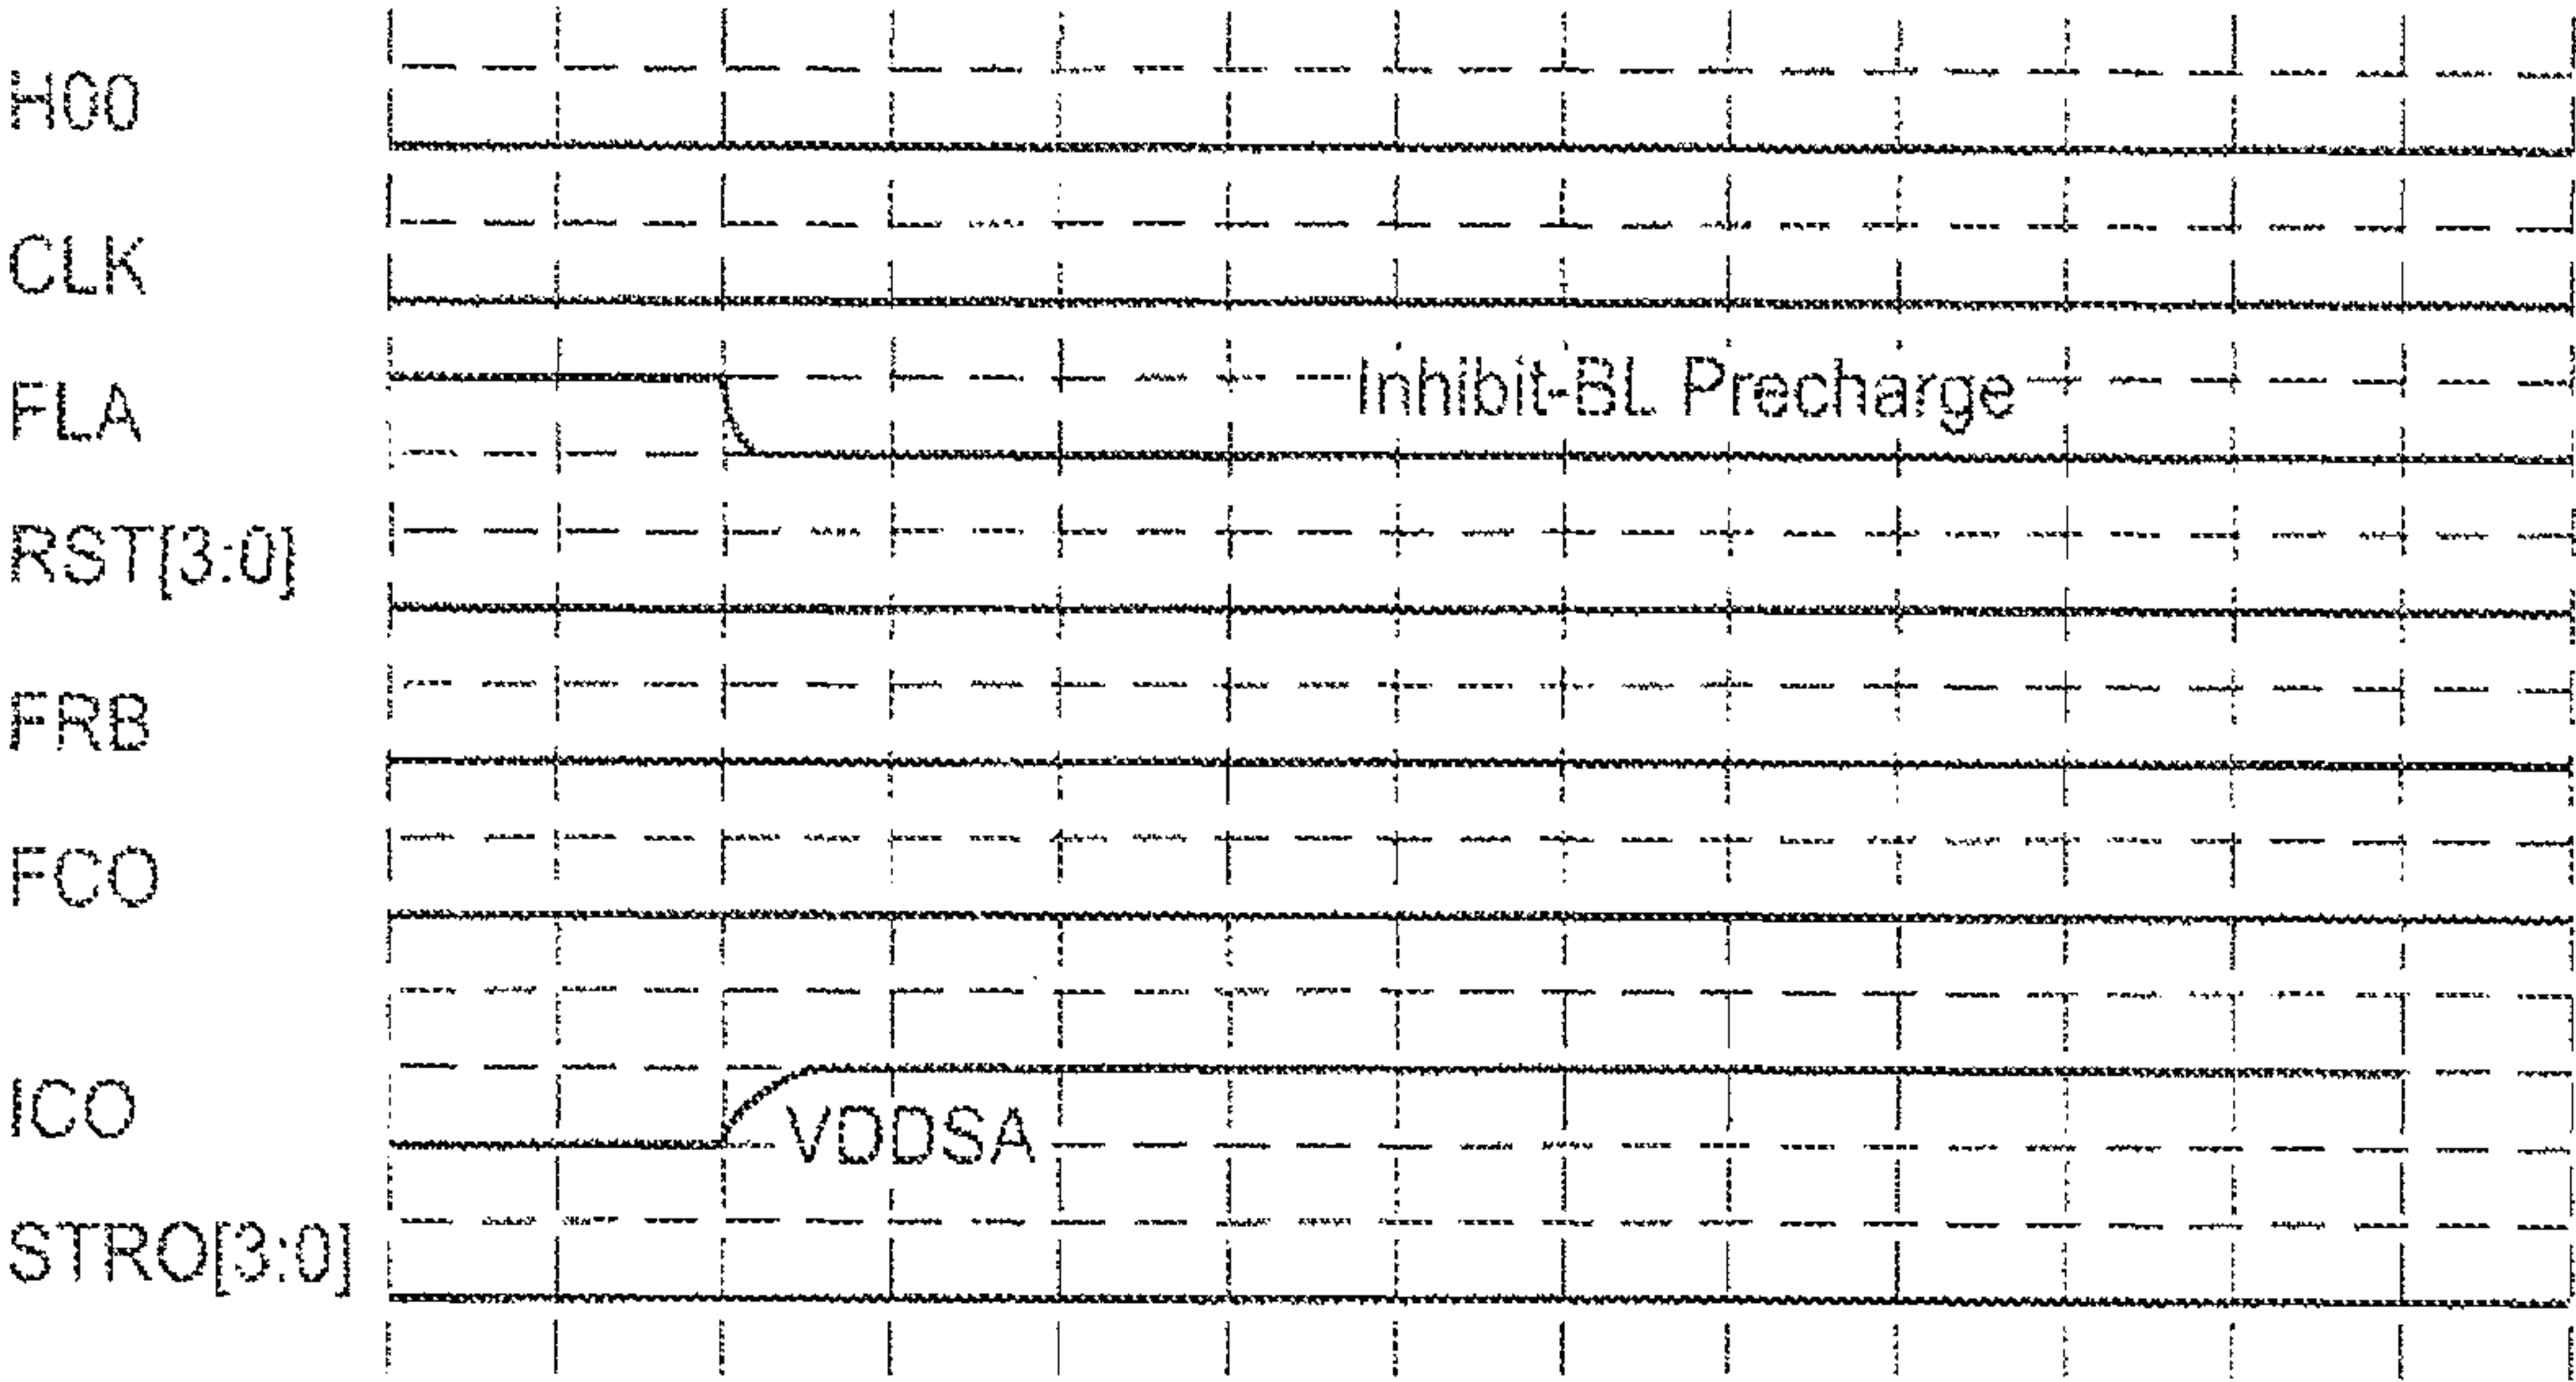 H00
CLK
FLA
Inhibit-BL Precharge
RST[3:0]
FRB
FCO
ICO
VDDSA
STRO[3:0]